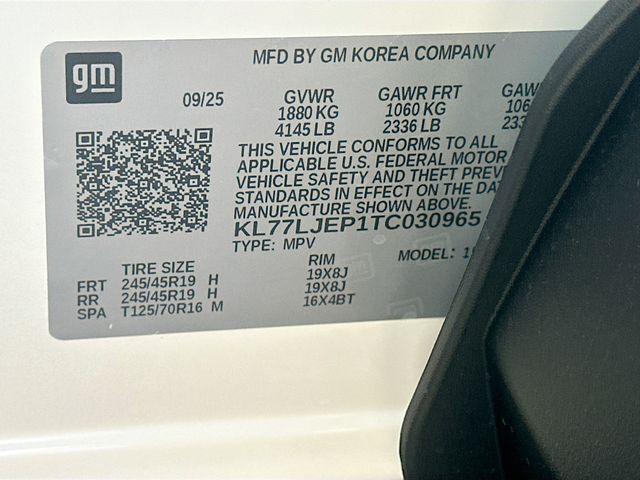 gm
MFD BY GM KOREA COMPANY
09/25 GVWR GAWR FRT
1880 KG 1060 KG
4145 LB 2336 LB
THIS VEHICLE CONFORMS TO ALL
APPLICABLE U.S. FEDERAL MOTOR
VEHICLE SAFETY AND THEFT
STANDARDS IN EFFECT ON THE
MANUFACTURE SHOWN ABOVE.
KL77LJEP1TC030965
TYPE: MPV MODEL:
TIRE SIZE RIM
FRT 245/45R19 H 19X8J
RR 245/45R19 H 19X8J
SPA T125/70R16 M 16X4BT